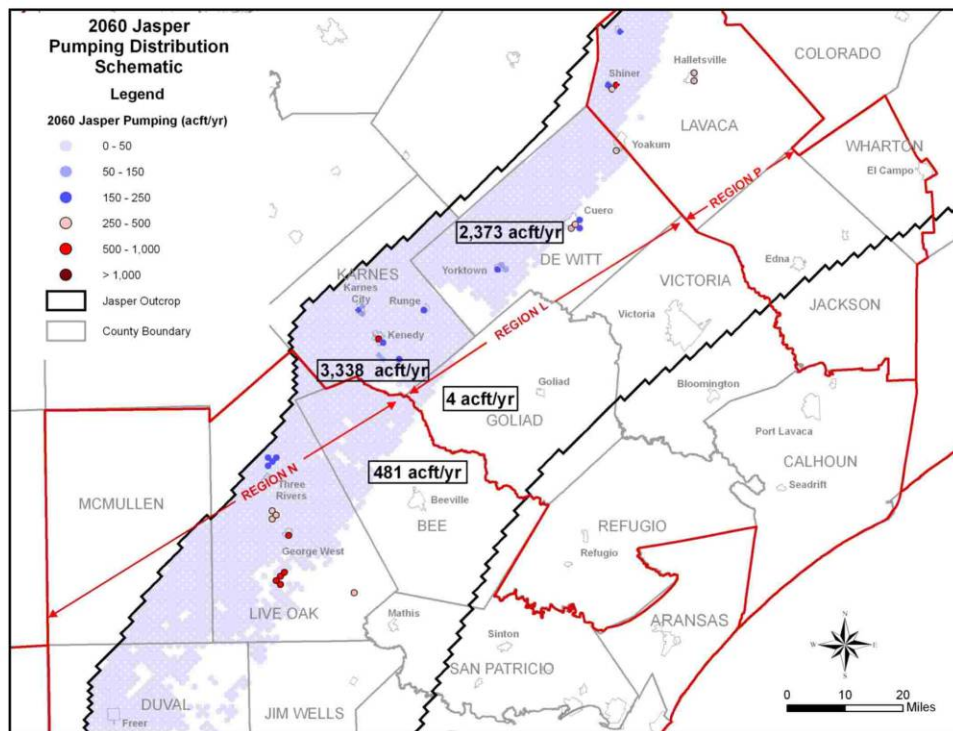 2060 Jasper
Pumping Distribution
Schematic
Legend
2060 Jasper Pumping (acft/yr)
0 - 50
50 - 150
150 - 250
250 - 500
500 - 1,000
> 1,000
Jasper Outcrop
County Boundary
COLORADO
Halletsville
Shiner
LAVACA
Yoakum
WHARTON
El Campo
REGION P
Cuero
2,373 acft/yr
DE WITT
Yorktown
KARNES
Karnes
City
Runge
Kenedy
Edna
VICTORIA
JACKSON
Victoria
REGION L
3,338 acft/yr
4 acft/yr
Goliad
GOLIAD
Bloomington
Port Lavaca
CALHOUN
Seadrift
481 acft/yr
REGION N
Three
Rivers
MCMULLEN
Beeville
BEE
REFUGIO
Refugio
George West
LIVE OAK
Mathis
ARANSAS
Sinton
SAN PATRICIO
DUVAL
Freer
JIM WELLS
N
W
E
S
0 10 20
Miles